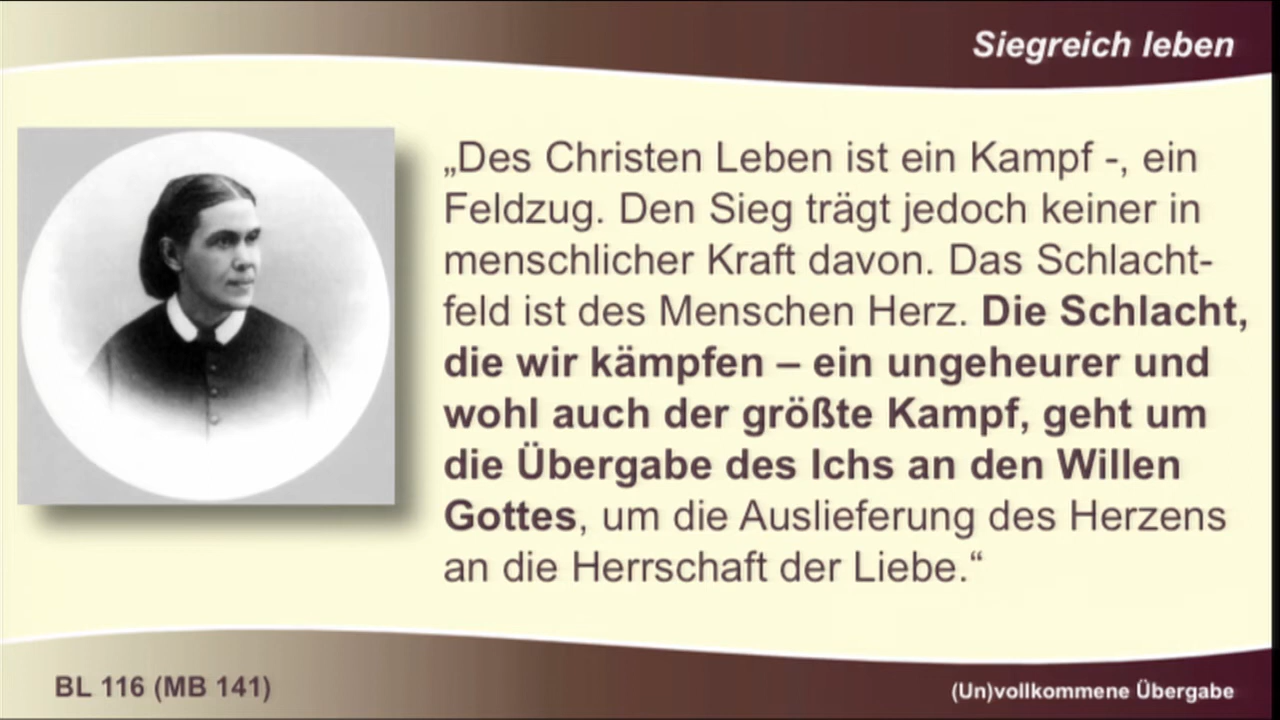 Siegreich leben
„Des Christen Leben ist ein Kampf -, ein
Feldzug. Den Sieg trägt jedoch keiner in
menschlicher Kraft davon. Das Schlacht-
feld ist des Menschen Herz. Die Schlacht,
die wir kämpfen – ein ungeheurer und
wohl auch der größte Kampf, geht um
die Übergabe des Ichs an den Willen
Gottes, um die Auslieferung des Herzens
an die Herrschaft der Liebe.“
BL 116 (MB 141)
(Un)vollkommene Übergabe